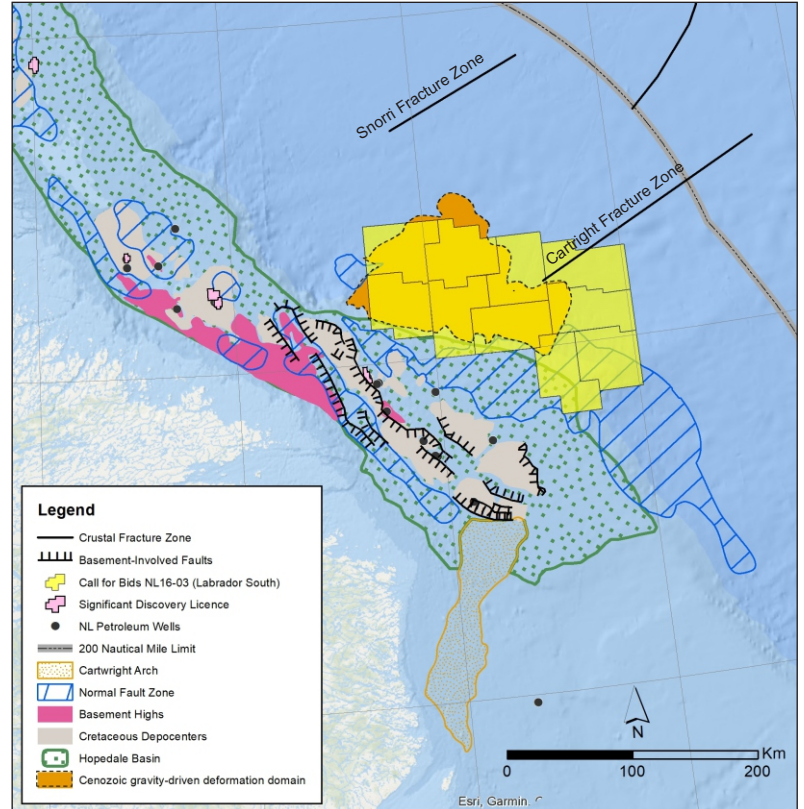 Snorri Fracture Zone
Cartright Fracture Zone
Legend
Crustal Fracture Zone
Basement-Involved Faults
Call for Bids NL16-03 (Labrador South)
Significant Discovery Licence
NL Petroleum Wells
200 Nautical Mile Limit
Cartwright Arch
Normal Fault Zone
Basement Highs
Cretaceous Depocenters
Hopedale Basin
Cenozoic gravity-driven deformation domain
N
Km
0 100 200
Esri, Garmin